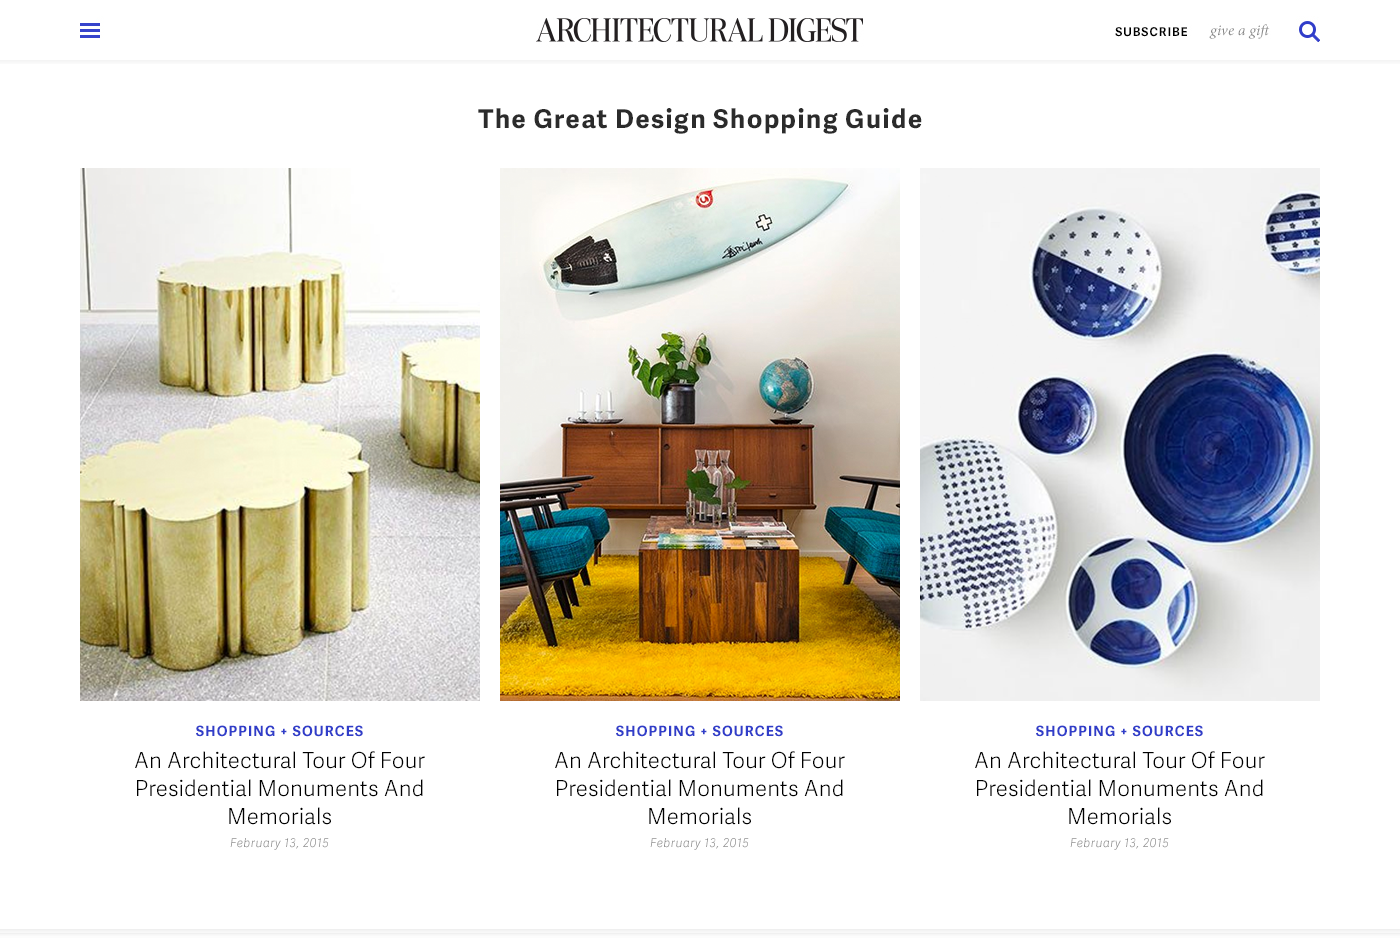 ARCHITECTURAL DIGEST
SUBSCRIBE
give a gift
The Great Design Shopping Guide
SHOPPING + SOURCES
An Architectural Tour Of Four
Presidential Monuments And
Memorials
February 13, 2015
SHOPPING + SOURCES
An Architectural Tour Of Four
Presidential Monuments And
Memorials
February 13, 2015
SHOPPING + SOURCES
An Architectural Tour Of Four
Presidential Monuments And
Memorials
February 13, 2015